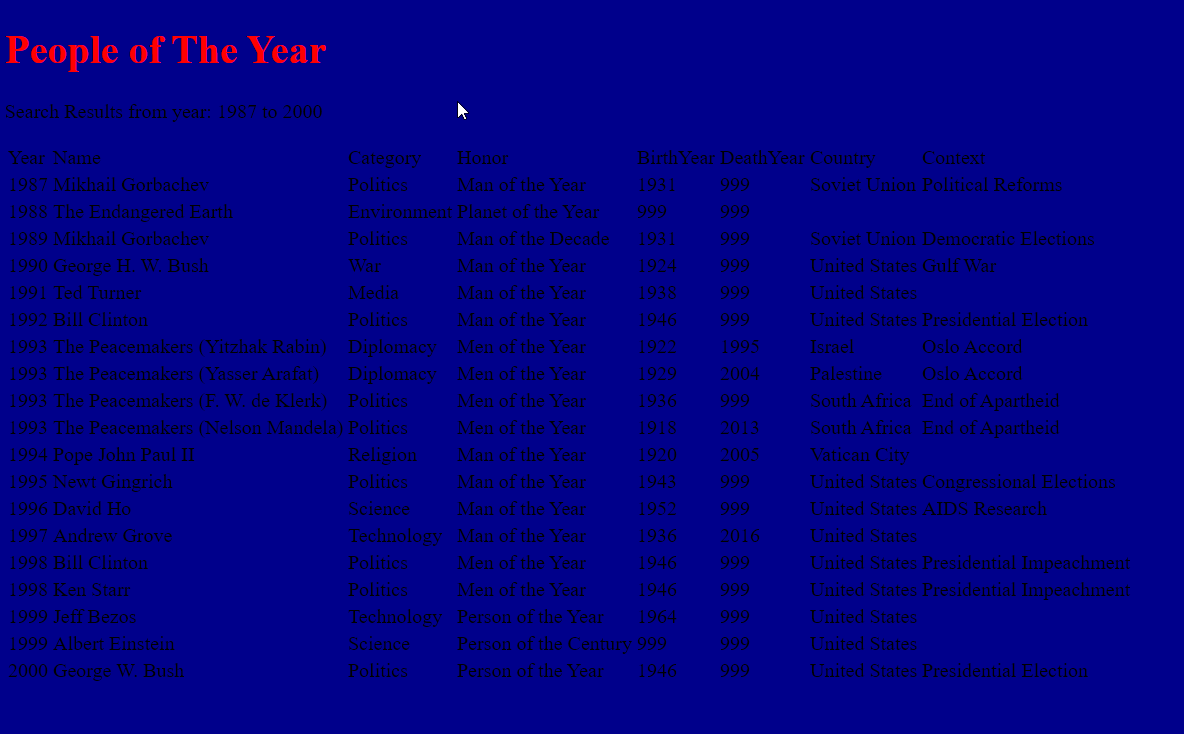 People of The Year
Search Results from year: 1987 to 2000
Year Name Category Honor BirthYear DeathYear Country Context
1987 Mikhail Gorbachev Politics Man of the Year 1931 999 Soviet Union Political Reforms
1988 The Endangered Earth Environment Planet of the Year 999 999
1989 Mikhail Gorbachev Politics Man of the Decade 1931 999 Soviet Union Democratic Elections
1990 George H. W. Bush War Man of the Year 1924 999 United States Gulf War
1991 Ted Turner Media Man of the Year 1938 999 United States
1992 Bill Clinton Politics Man of the Year 1946 999 United States Presidential Election
1993 The Peacemakers (Yitzhak Rabin) Diplomacy Men of the Year 1922 1995 Israel Oslo Accord
1993 The Peacemakers (Yasser Arafat) Diplomacy Men of the Year 1929 2004 Palestine Oslo Accord
1993 The Peacemakers (F. W. de Klerk) Politics Men of the Year 1936 999 South Africa End of Apartheid
1993 The Peacemakers (Nelson Mandela) Politics Men of the Year 1918 2013 South Africa End of Apartheid
1994 Pope John Paul II Religion Man of the Year 1920 2005 Vatican City
1995 Newt Gingrich Politics Man of the Year 1943 999 United States Congressional Elections
1996 David Ho Science Man of the Year 1952 999 United States AIDS Research
1997 Andrew Grove Technology Man of the Year 1936 2016 United States
1998 Bill Clinton Politics Men of the Year 1946 999 United States Presidential Impeachment
1998 Ken Starr Politics Men of the Year 1946 999 United States Presidential Impeachment
1999 Jeff Bezos Technology Person of the Year 1964 999 United States
1999 Albert Einstein Science Person of the Century 999 999 United States
2000 George W. Bush Politics Person of the Year 1946 999 United States Presidential Election